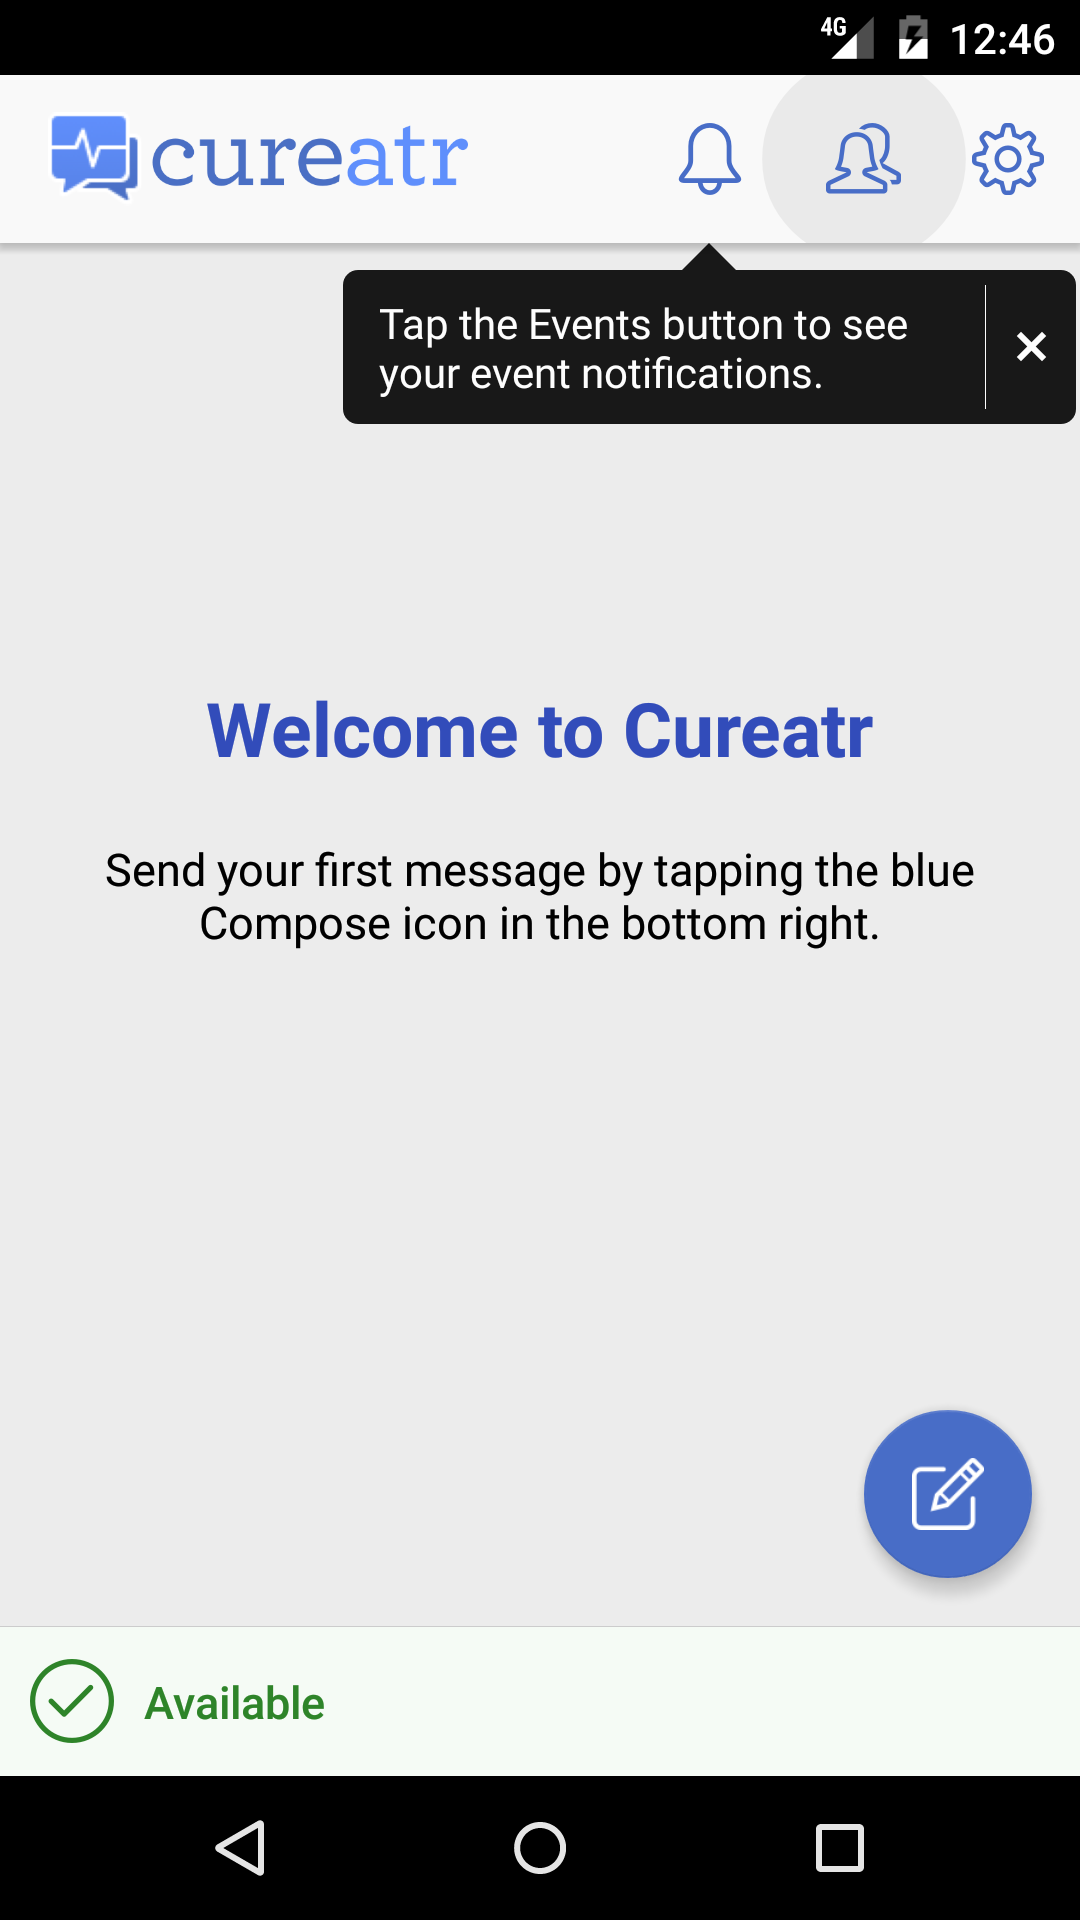 4G 12:46
cureatr
Tap the Events button to see
your event notifications.
Welcome to Cureatr
Send your first message by tapping the blue
Compose icon in the bottom right.
Available